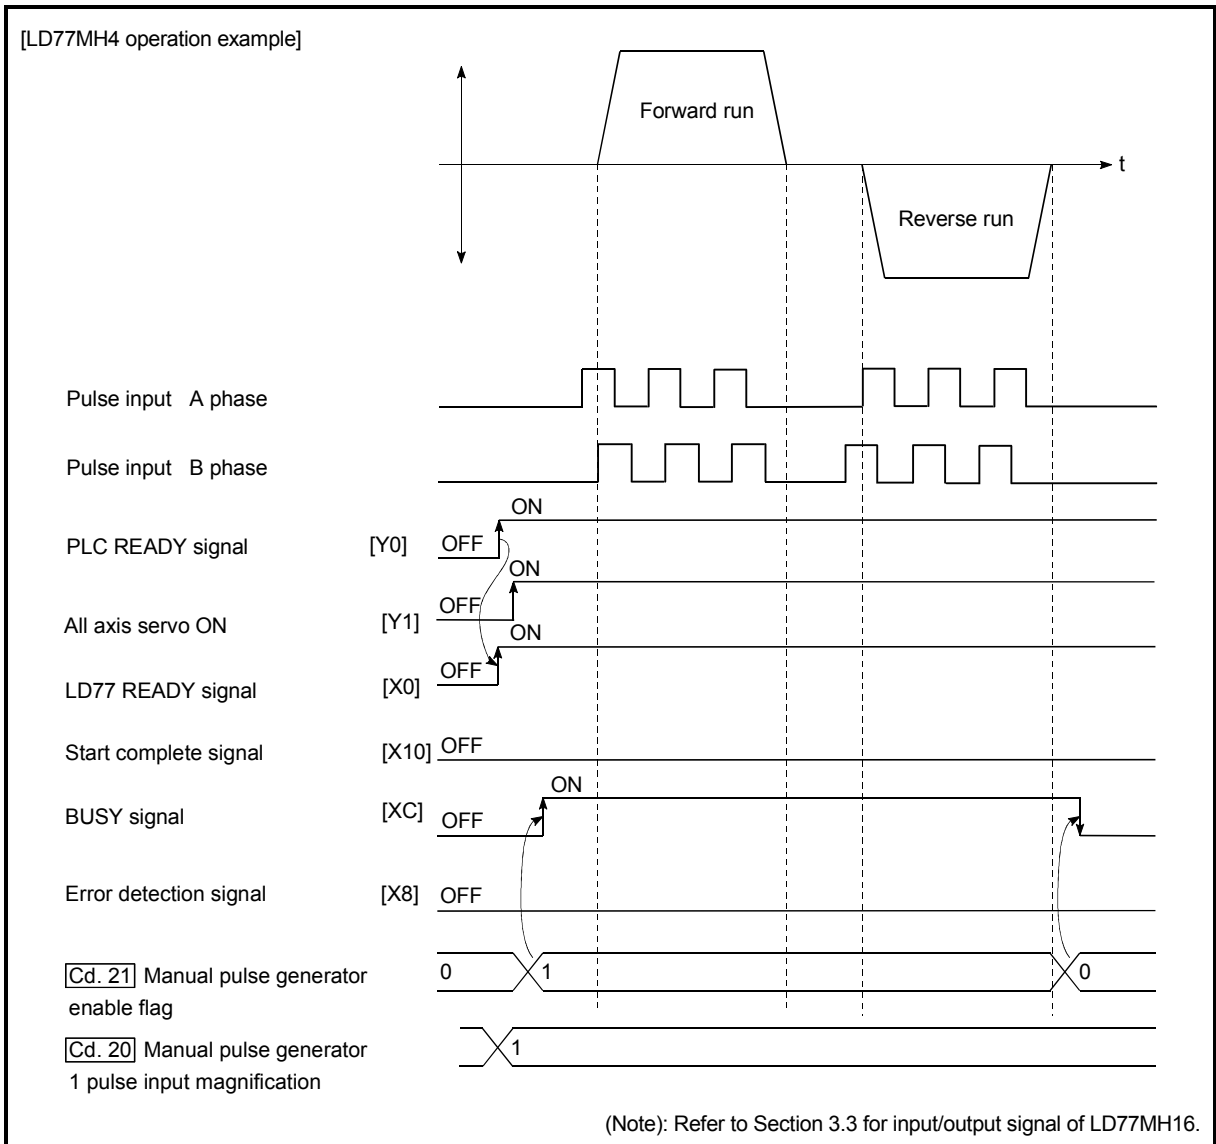 [LD77MH4 operation example]
Forward run
t
Reverse run
Pulse input A phase
Pulse input B phase
ON
PLC READY signal [Y0] OFF
ON
All axis servo ON [Y1] OFF
ON
LD77 READY signal [X0] OFF
Start complete signal [X10] OFF
ON
BUSY signal [XC] OFF
Error detection signal [X8] OFF
Cd. 21 Manual pulse generator 0 1 0
enable flag
Cd. 20 Manual pulse generator 1
1 pulse input magnification
(Note): Refer to Section 3.3 for input/output signal of LD77MH16.